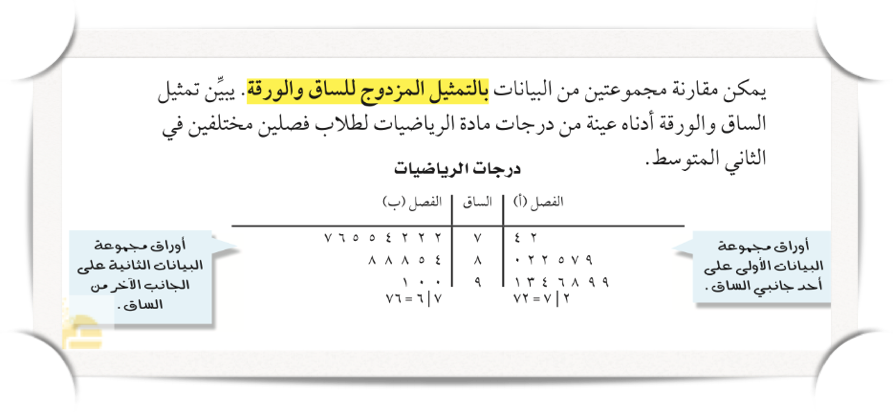 يمكن مقارنة مجموعتين من البيانات بالتمثيل المزدوج للساق والورقة. يبيِّن تمثيل
الساق والورقة أدناه عينة من درجات مادة الرياضيات لطلاب فصلين مختلفين في
الثاني المتوسط.
درجات الرياضيات
الفصل (أ) الساق الفصل (ب)
٧ ٦ ٥ ٥ ٤ ٢ ٢ ٢ ٧ ٤ ٢
٨ ٨ ٨ ٥ ٤ ٨ ٠ ٢ ٢ ٥ ٧ ٩
١ ٠ ٠ ٩ ١ ٣ ٤ ٦ ٨ ٩ ٩
٧٦ = ٦|٧ ٧٢ = ٧|٢
أوراق مجموعة
البيانات الأولى على
أحد جانبي الساق.
أوراق مجموعة
البيانات الثانية على
الجانب الآخر من
الساق.